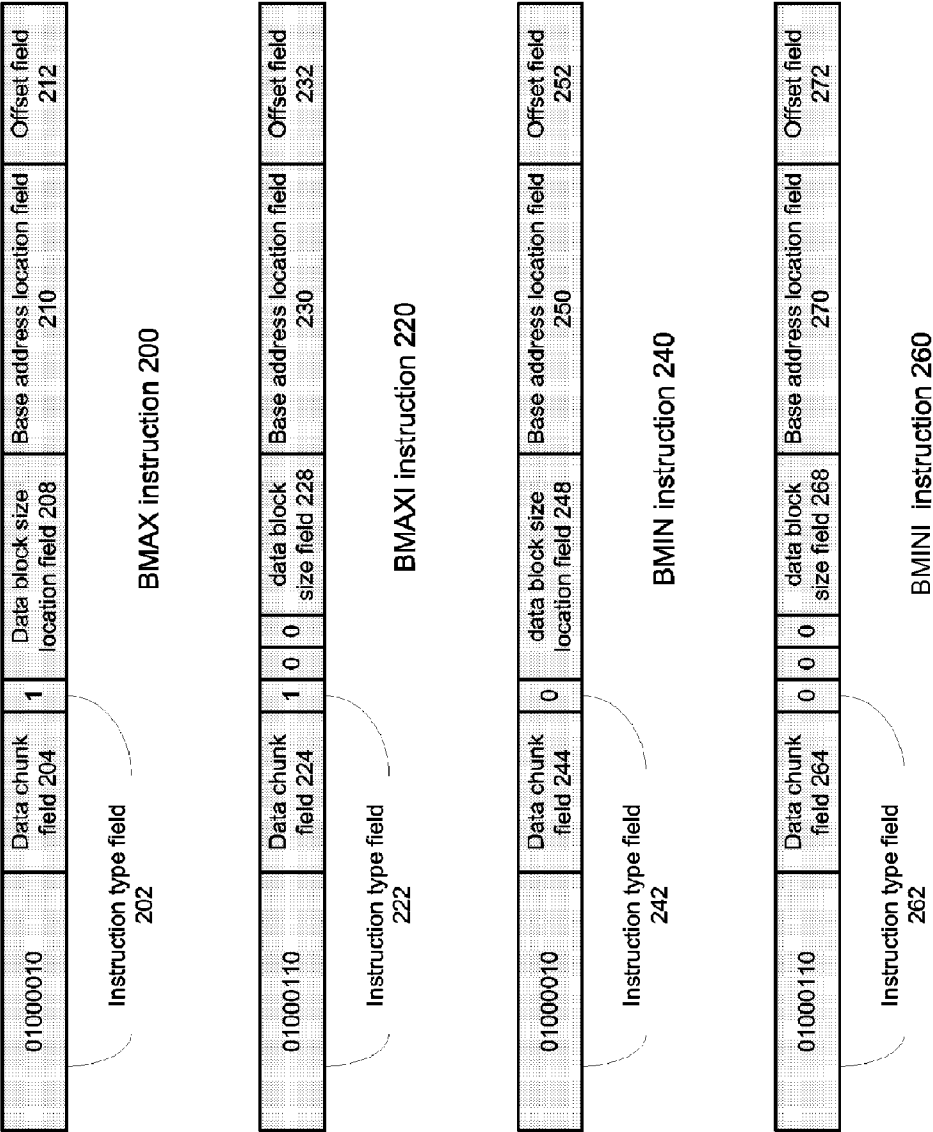 01000010
Data chunk
field 204
1
Data block size
location field 208
Base address location field
210
Offset field
212
Instruction type field
202
BMAX instruction 200
01000110
Data chunk
field 224
1
0
0
data block
size field 228
Base address location field
230
Offset field
232
Instruction type field
222
BMAXI instruction 220
01000010
Data chunk
field 244
0
data block size
location field 248
Base address location field
250
Offset field
252
Instruction type field
242
BMIN instruction 240
01000110
Data chunk
field 264
0
0
0
data block
size field 268
Base address location field
270
Offset field
272
Instruction type field
262
BMINI instruction 260